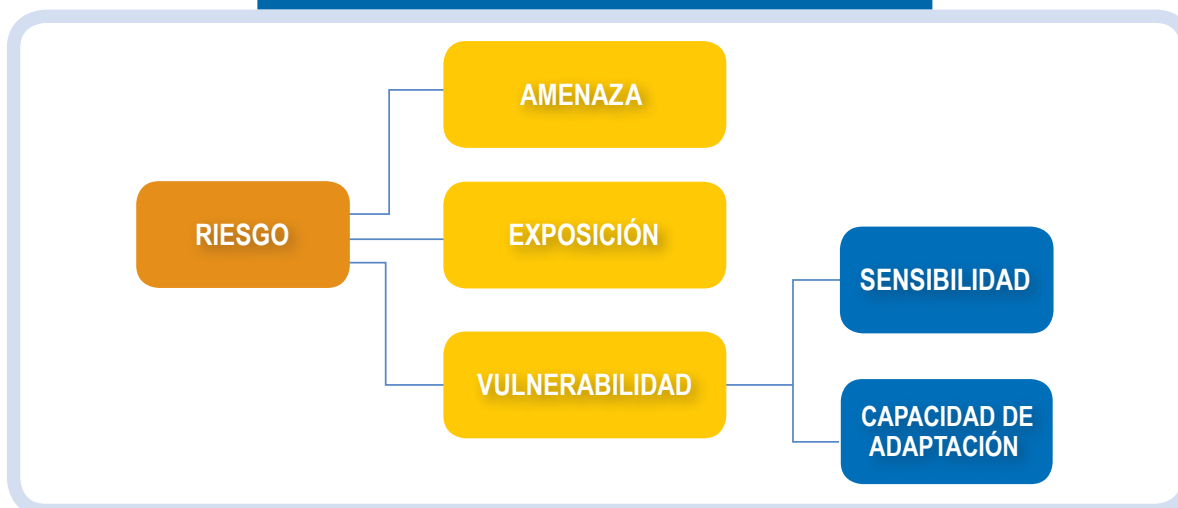 AMENAZA
RIESGO
EXPOSICIÓN
VULNERABILIDAD
SENSIBILIDAD
CAPACIDAD DE
ADAPTACIÓN